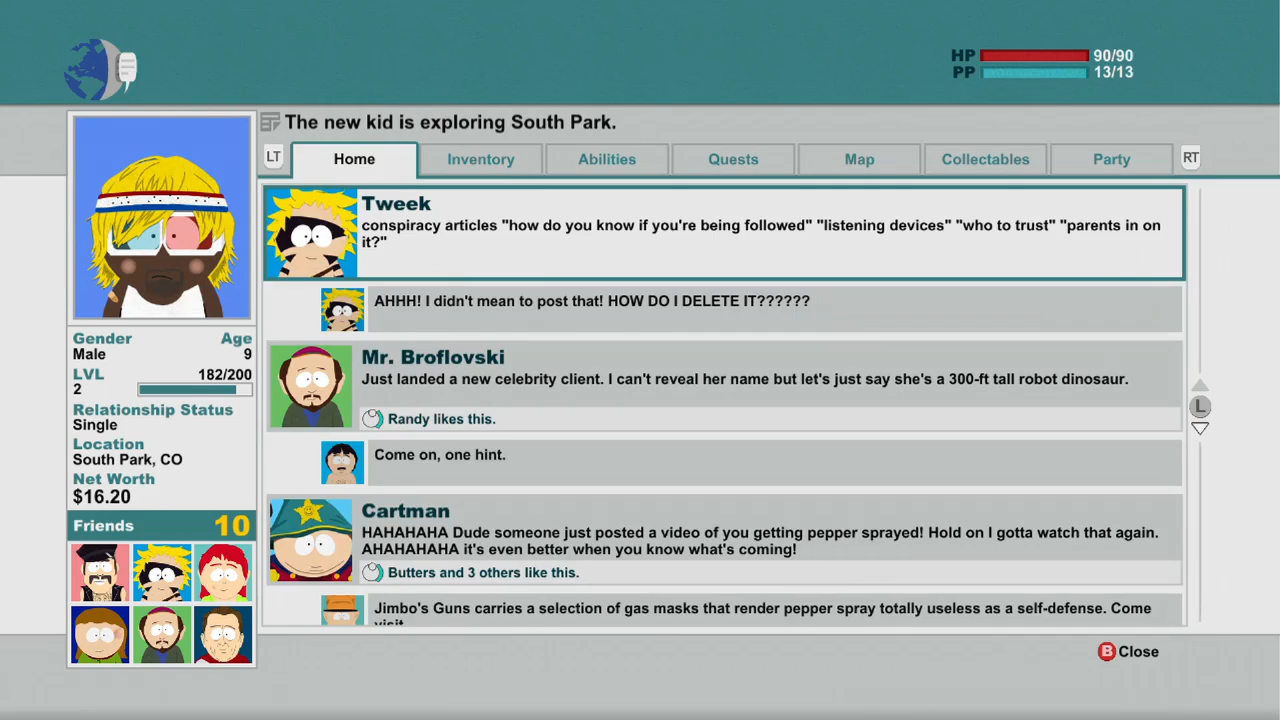 HP 90/90
PP 13/13
The new kid is exploring South Park.
LT Home Inventory Abilities Quests Map Collectables Party RT
Tweek
conspiracy articles "how do you know if you're being followed" "listening devices" "who to trust" "parents in on
it?"
AHHH! I didn't mean to post that! HOW DO I DELETE IT??????
Mr. Broflovski
Just landed a new celebrity client. I can't reveal her name but let's just say she's a 300-ft tall robot dinosaur.
Randy likes this.
Come on, one hint.
Cartman
HAHAHAHA Dude someone just posted a video of you getting pepper sprayed! Hold on I gotta watch that again.
AHAHAHAHA it's even better when you know what's coming!
Butters and 3 others like this.
Jimbo's Guns carries a selection of gas masks that render pepper spray totally useless as a self-defense. Come
visit
Gender Age
Male 9
LVL 182/200
2
Relationship Status
Single
Location
South Park, CO
Net Worth
$16.20
Friends 10
L
B Close